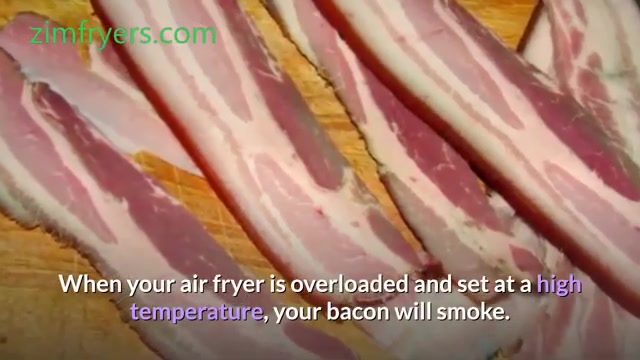 zimfryers.com
When your air fryer is overloaded and set at a high
temperature, your bacon will smoke.